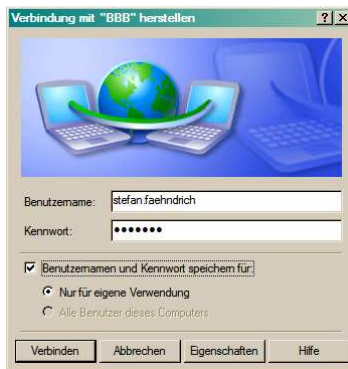 Verbindung mit "BBB" herstellen
Benutzername: stefan.faehndrich
Kennwort: •••••••
Benutzernamen und Kennwort speichern für:
Nur für eigene Verwendung
Alle Benutzer dieses Computers
Verbinden Abbrechen Eigenschaften Hilfe